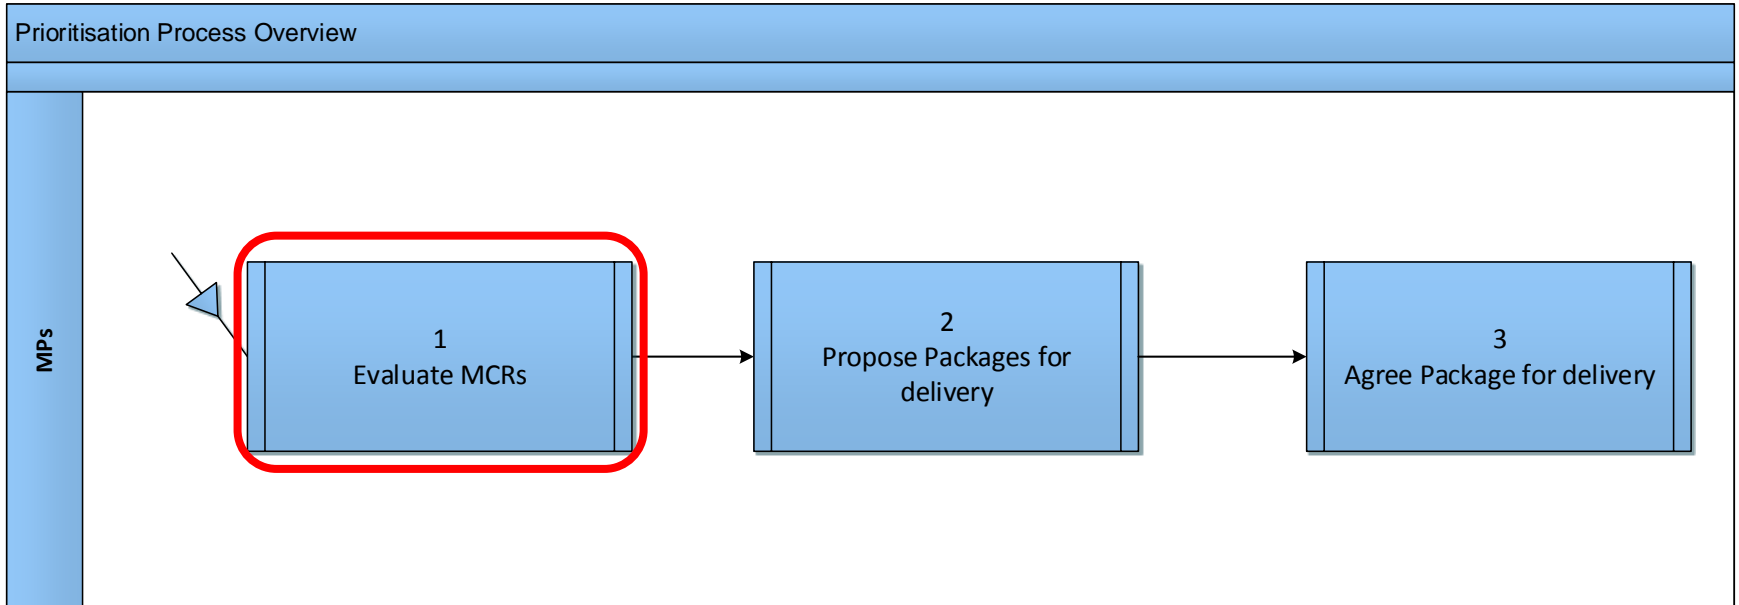 Prioritisation Process Overview
MPs
1
Evaluate MCRs
2
Propose Packages for
delivery
3
Agree Package for delivery